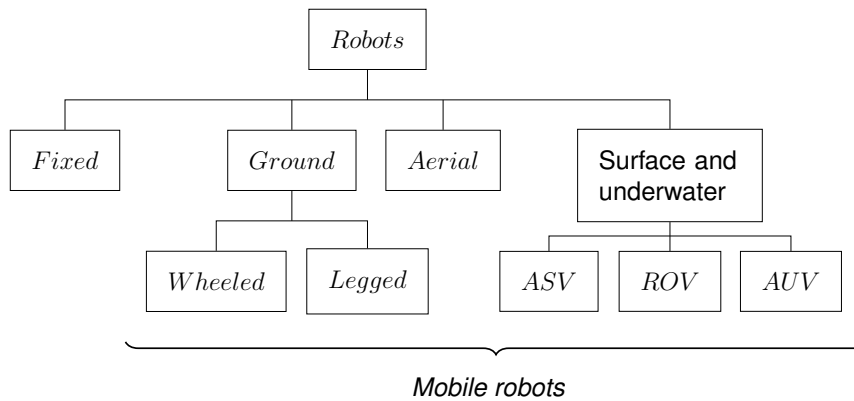 Robots
Fixed
Ground
Aerial
Surface and
underwater
Wheeled
Legged
ASV
ROV
AUV
Mobile robots